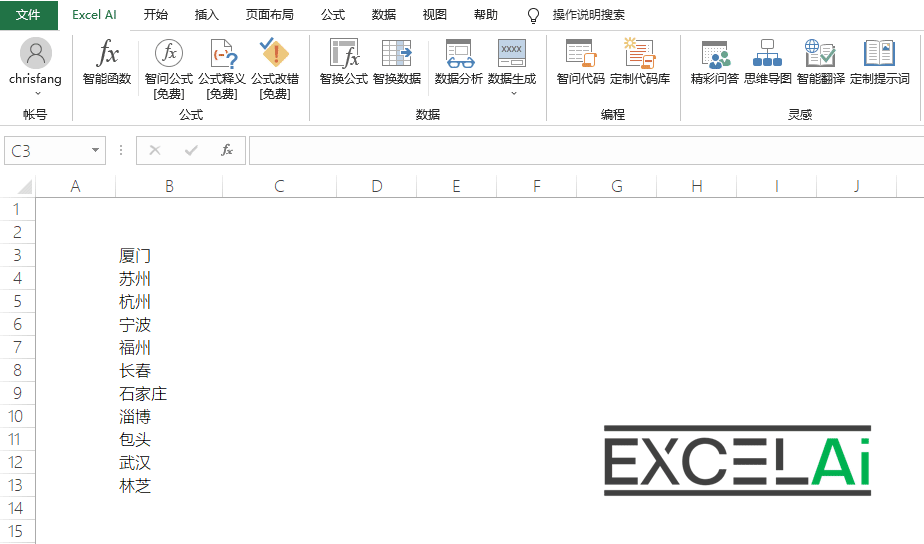 文件 Excel AI 开始 插入 页面布局 公式 数据 视图 帮助 操作说明搜索
chrisfang 智能函数 智问公式 公式释义 公式改错 智换公式 智换数据 数据分析 数据生成 智问代码 定制代码库 精彩问答 思维导图 智能翻译 定制提示词
[免费] [免费] [免费]
帐号 公式 数据 编程 灵感
C3 fx
A B C D E F G H I J
1
2
3 厦门
4 苏州
5 杭州
6 宁波
7 福州
8 长春
9 石家庄
10 淄博
11 包头
12 武汉
13 林芝
14
15
EXCELAi